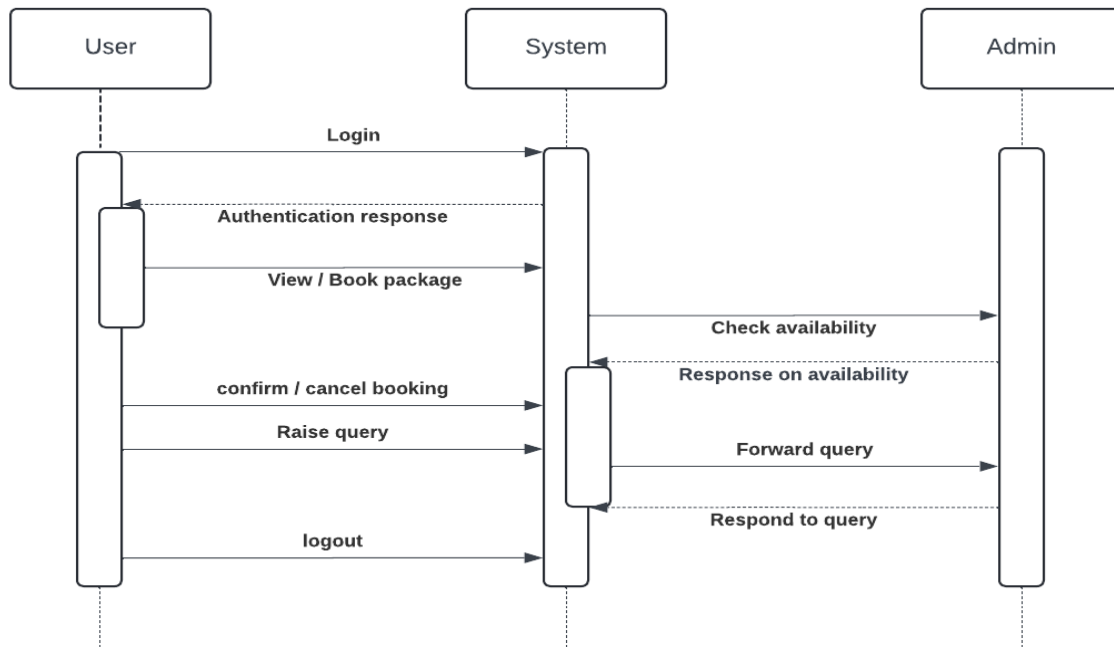 User
System
Admin
Login
Authentication response
View / Book package
Check availability
Response on availability
confirm / cancel booking
Raise query
Forward query
Respond to query
logout